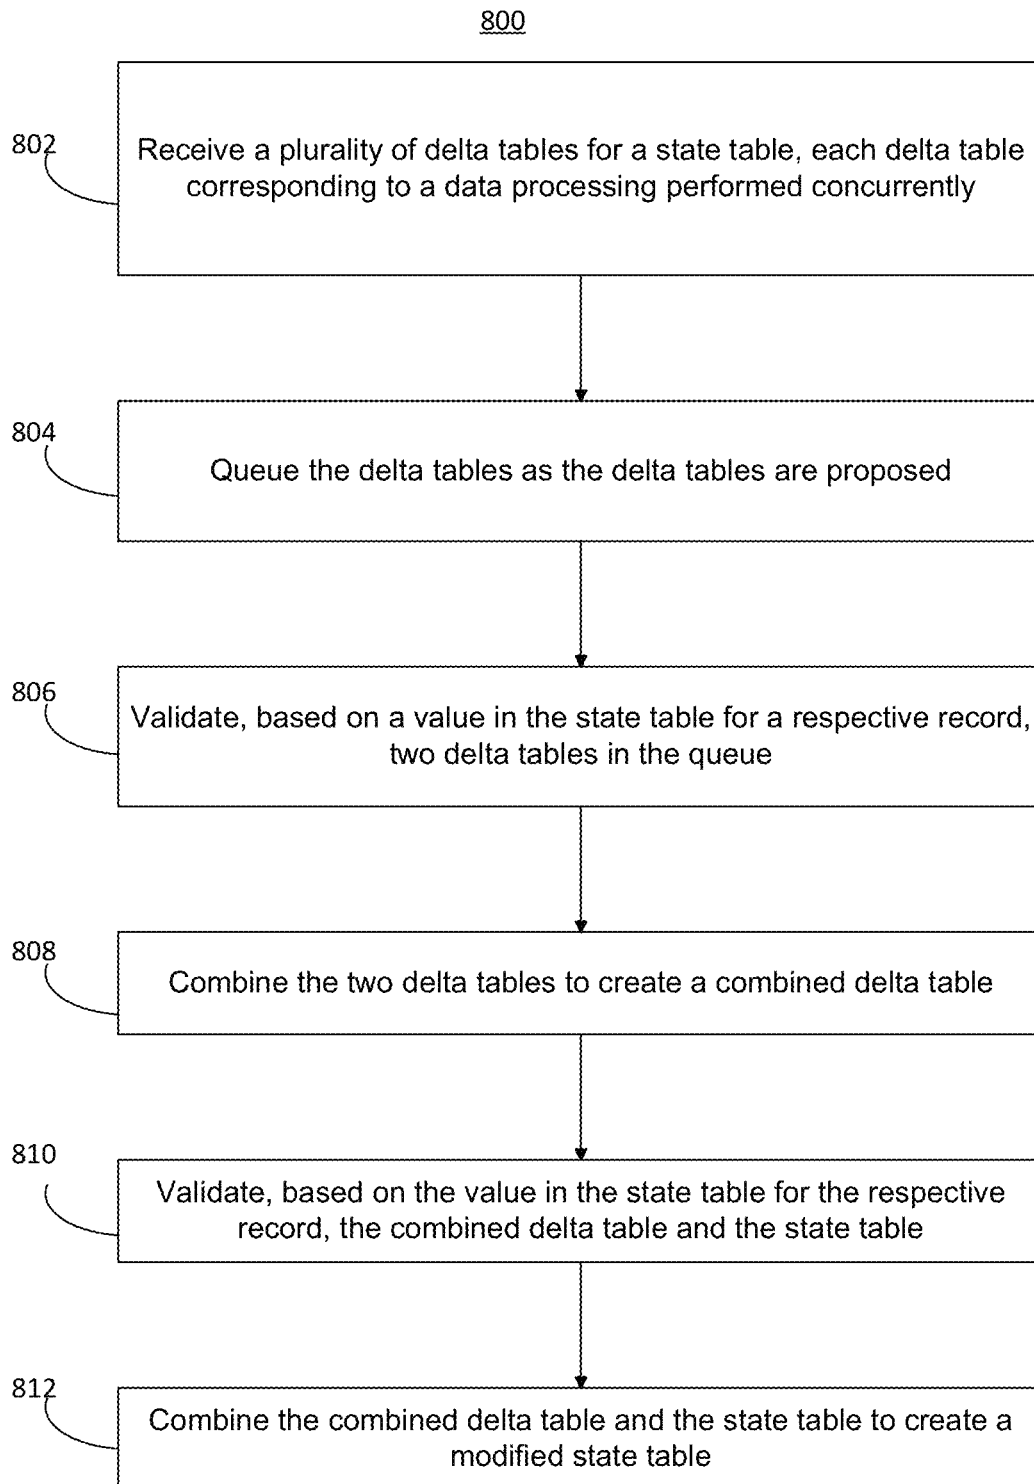 800
802
Receive a plurality of delta tables for a state table, each delta table
corresponding to a data processing performed concurrently
804
Queue the delta tables as the delta tables are proposed
806
Validate, based on a value in the state table for a respective record,
two delta tables in the queue
808
Combine the two delta tables to create a combined delta table
810
Validate, based on the value in the state table for the respective
record, the combined delta table and the state table
812
Combine the combined delta table and the state table to create a
modified state table